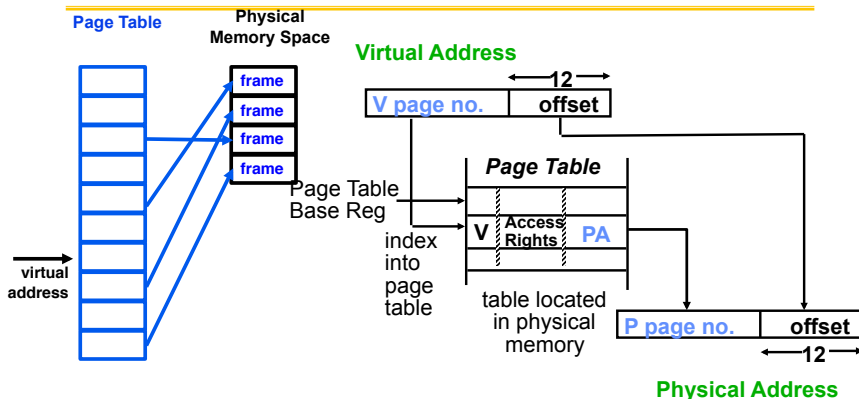 Page Table
Physical
Memory Space
frame
frame
frame
frame
virtual
address
Virtual Address
12
V page no.
offset
Page Table
Page Table
Base Reg
V
Access
Rights
PA
index
into
page
table
table located
in physical
memory
P page no.
offset
12
Physical Address